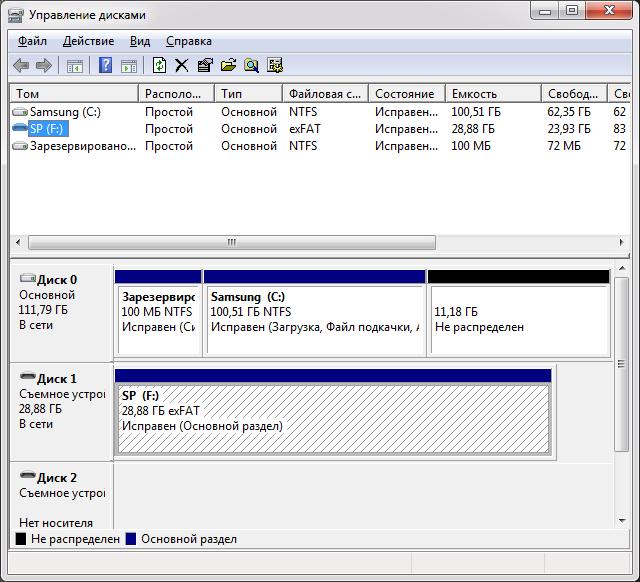 Управление дисками
Файл Действие Вид Справка
Том Располо... Тип Файловая с... Состояние Емкость Свобод... Св
Samsung (C:) Простой Основной NTFS Исправен... 100,51 ГБ 62,35 ГБ 62
SP (F:) Простой Основной exFAT Исправен... 28,88 ГБ 23,93 ГБ 83
Зарезервировано... Простой Основной NTFS Исправен... 100 МБ 72 МБ 72
Диск 0
Основной
111,79 ГБ
В сети
Зарезервирс
100 МБ NTFS
Исправен (Си
Samsung (C:)
100,51 ГБ NTFS
Исправен (Загрузка, Файл подкачки, А
11,18 ГБ
Не распределен
Диск 1
Съемное устрої
28,88 ГБ
В сети
SP (F:)
28,88 ГБ exFAT
Исправен (Основной раздел)
Диск 2
Съемное устрої
Нет носителя
Не распределен Основной раздел